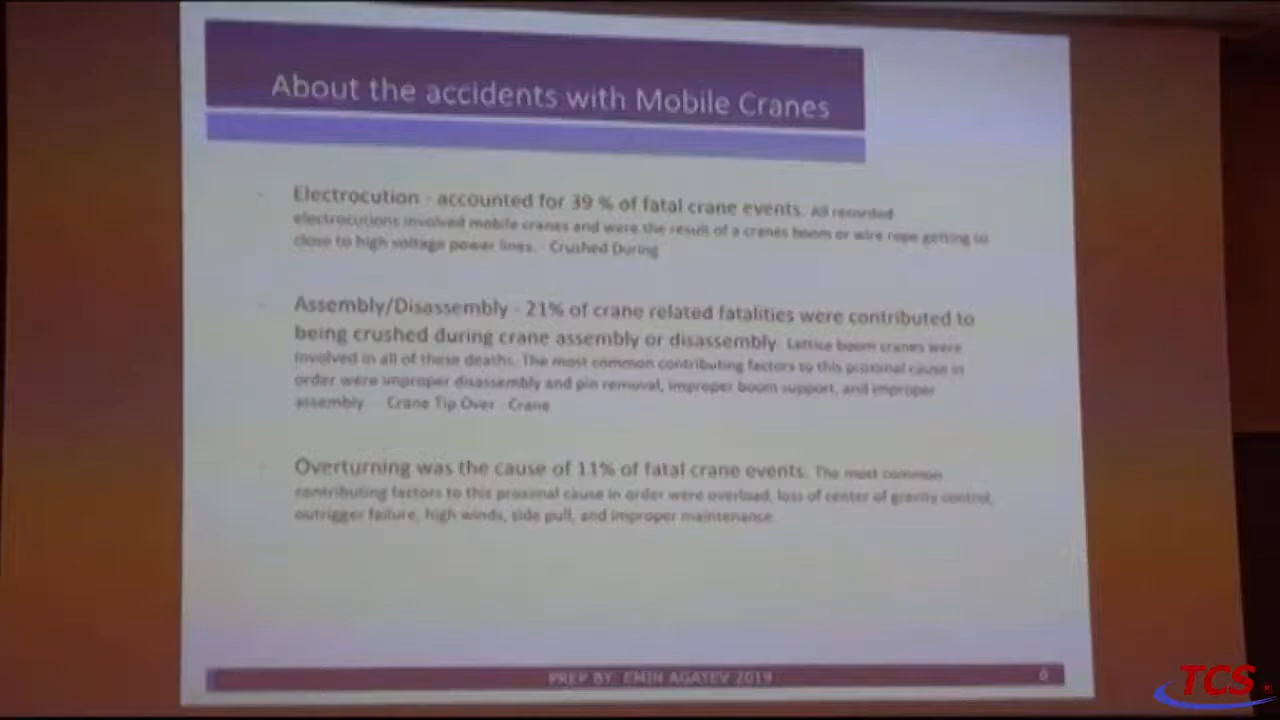 About the accidents with Mobile Cranes
Electrocution - accounted for 39 % of fatal crane events. All recorded
electrocutions involved mobile cranes and were the result of a cranes boom or wire rope getting to
close to high voltage power lines. Crushed During
Assembly/Disassembly - 21% of crane related fatalities were contributed to
being crushed during crane assembly or disassembly. Lattice boom cranes were
involved in all of these deaths. The most common contributing factors to this proximal cause in
order were improper disassembly and pin removal, improper boom support, and improper
assembly Crane Tip Over Crane
Overturning was the cause of 11% of fatal crane events. The most common
contributing factors to this proximal cause in order were overload, loss of center of gravity control,
outrigger failure, high winds, side pull, and improper maintenance
PREP BY: EMIN AGAYEV 2019
6
TCS